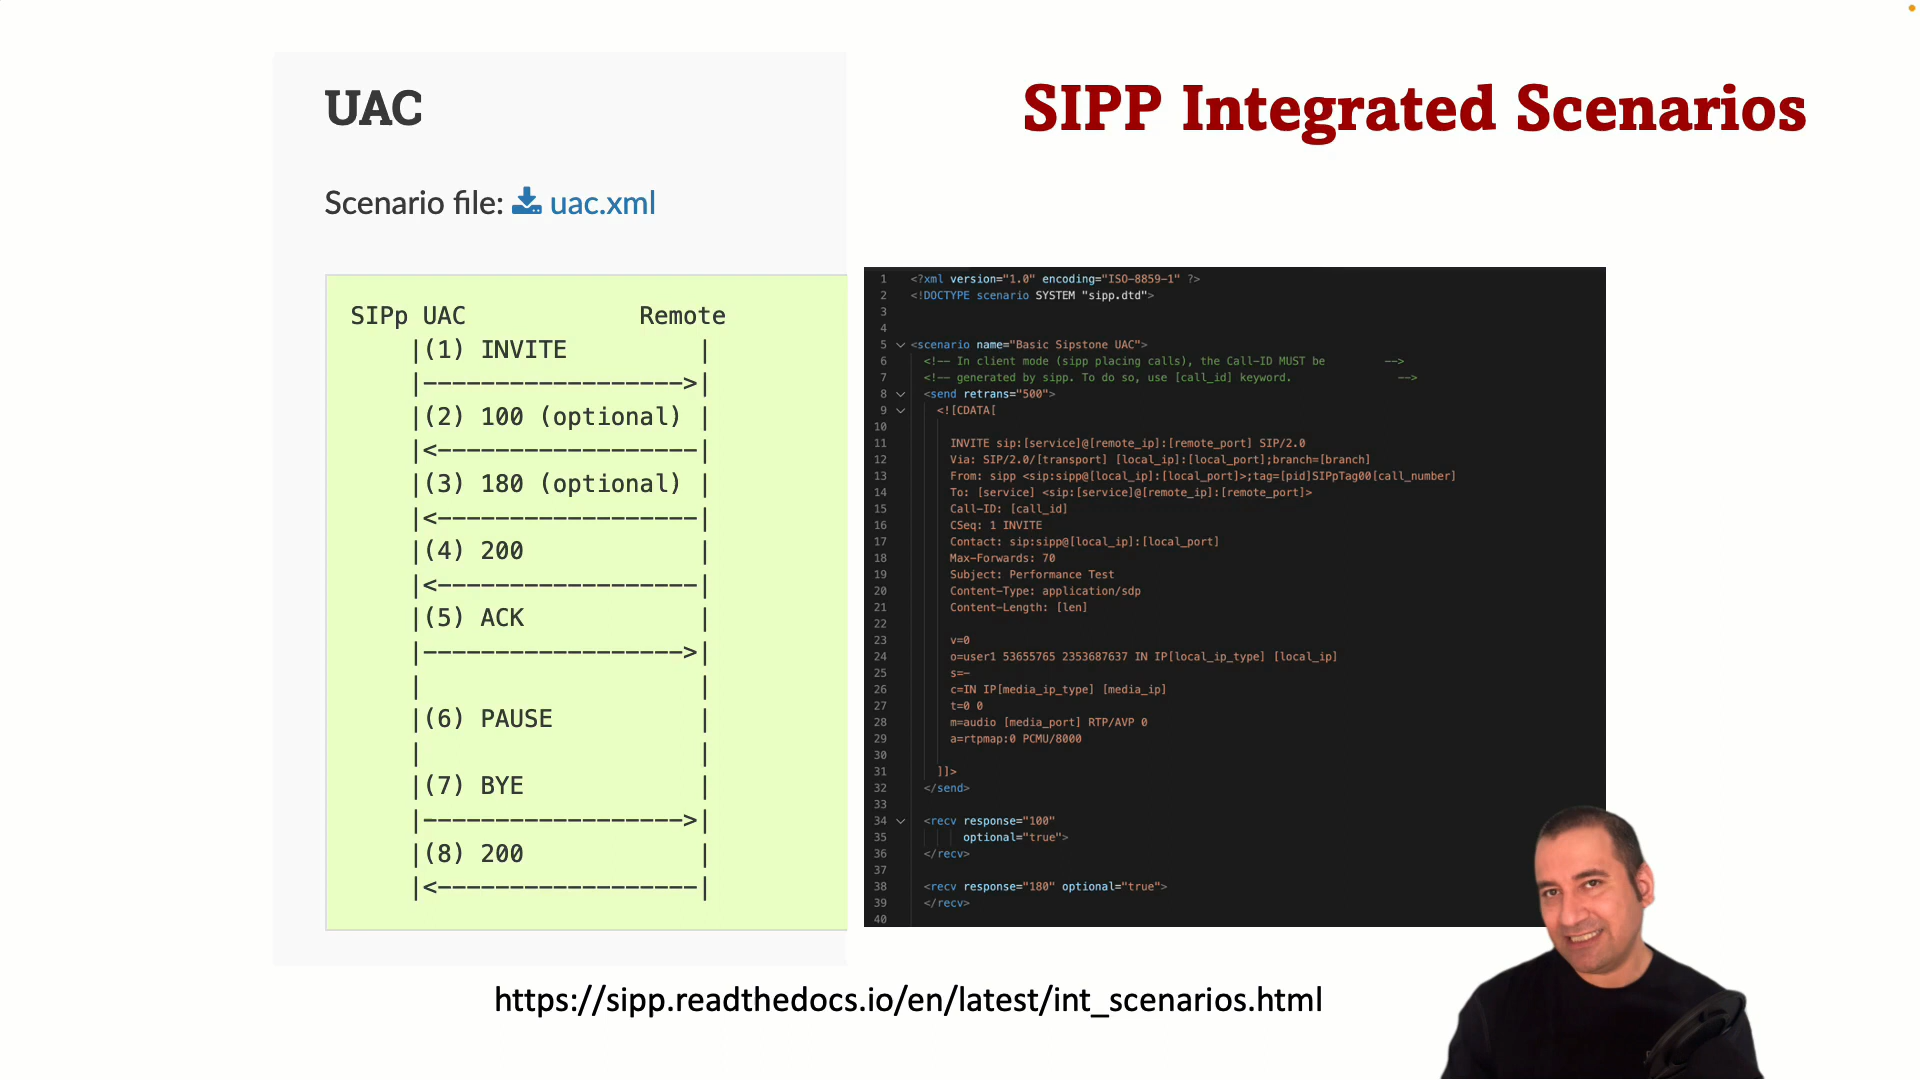 UAC
SIPP Integrated Scenarios
Scenario file: uac.xml
SIPp UAC                Remote
    |(1) INVITE         |
    |------------------>|
    |(2) 100 (optional) |
    |<------------------|
    |(3) 180 (optional) |
    |<------------------|
    |(4) 200            |
    |<------------------|
    |(5) ACK            |
    |------------------>|
    |                   |
    |(6) PAUSE          |
    |                   |
    |(7) BYE            |
    |------------------>|
    |(8) 200            |
    |<------------------|
1 <?xml version="1.0" encoding="ISO-8859-1" ?>
2 <!DOCTYPE scenario SYSTEM "sipp.dtd">
3
4
5 <scenario name="Basic Sipstone UAC">
6 <!-- In client mode (sipp placing calls), the Call-ID MUST be -->
7 <!-- generated by sipp. To do so, use [call_id] keyword. -->
8 <send retrans="500">
9 <![CDATA[
10
11 INVITE sip:[service]@[remote_ip]:[remote_port] SIP/2.0
12 Via: SIP/2.0/[transport] [local_ip]:[local_port];branch=[branch]
13 From: sipp <sip:sipp@[local_ip]:[local_port]>;tag=[pid]SIPpTag00[call_number]
14 To: [service] <sip:[service]@[remote_ip]:[remote_port]>
15 Call-ID: [call_id]
16 CSeq: 1 INVITE
17 Contact: sip:sipp@[local_ip]:[local_port]
18 Max-Forwards: 70
19 Subject: Performance Test
20 Content-Type: application/sdp
21 Content-Length: [len]
22
23 v=0
24 o=user1 53655765 2353687637 IN IP[local_ip_type] [local_ip]
25 s=-
26 c=IN IP[media_ip_type] [media_ip]
27 t=0 0
28 m=audio [media_port] RTP/AVP 0
29 a=rtpmap:0 PCMU/8000
30
31 ]]>
32 </send>
33
34 <recv response="100"
35 optional="true">
36 </recv>
37
38 <recv response="180" optional="true">
39 </recv>
40
https://sipp.readthedocs.io/en/latest/int_scenarios.html